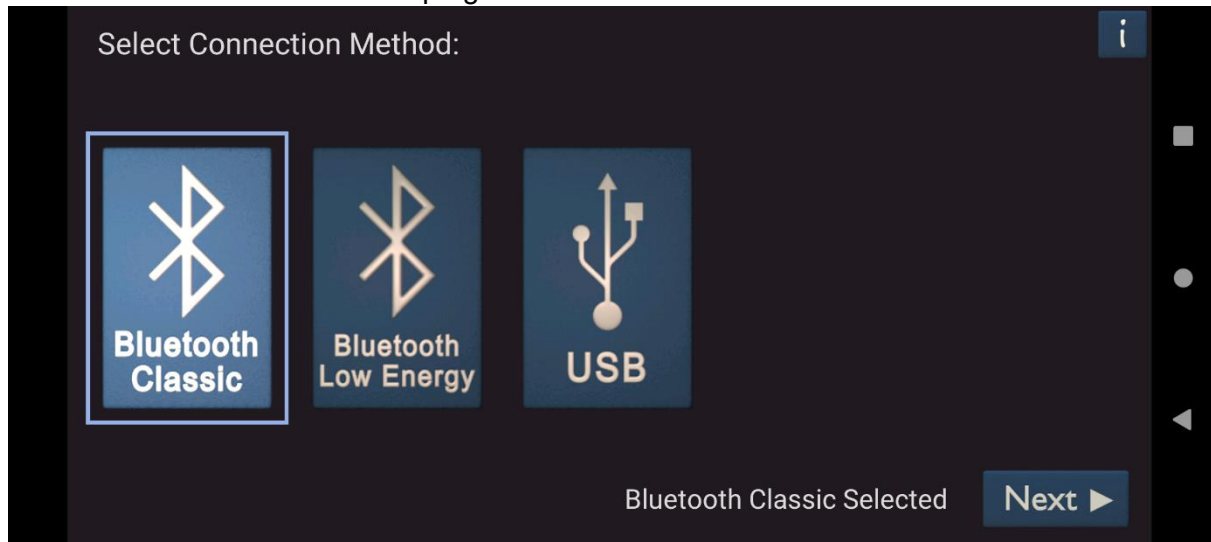 Select Connection Method:
i
Bluetooth
Classic
Bluetooth
Low Energy
USB
Bluetooth Classic Selected
Next ►